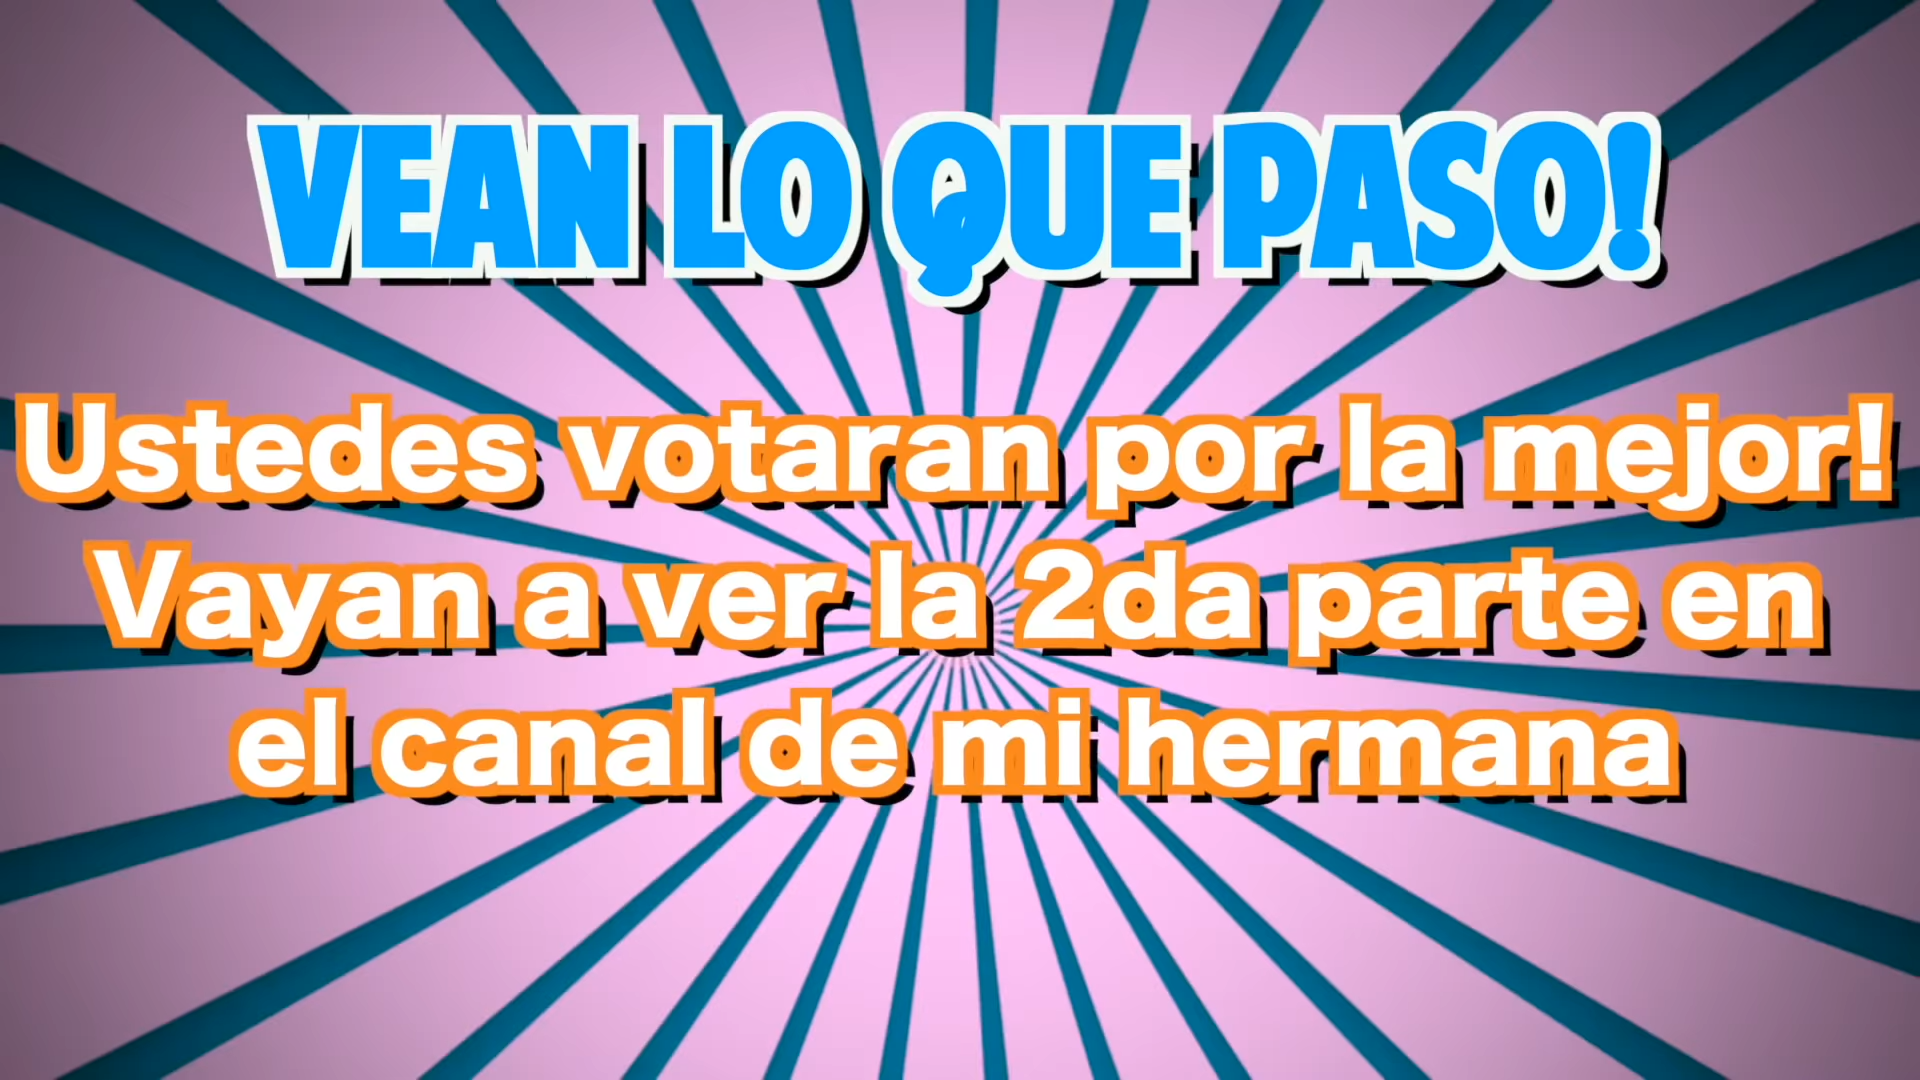 VEAN LO QUE PASO!
Ustedes votaran por la mejor!
Vayan a ver la 2da parte en
el canal de mi hermana